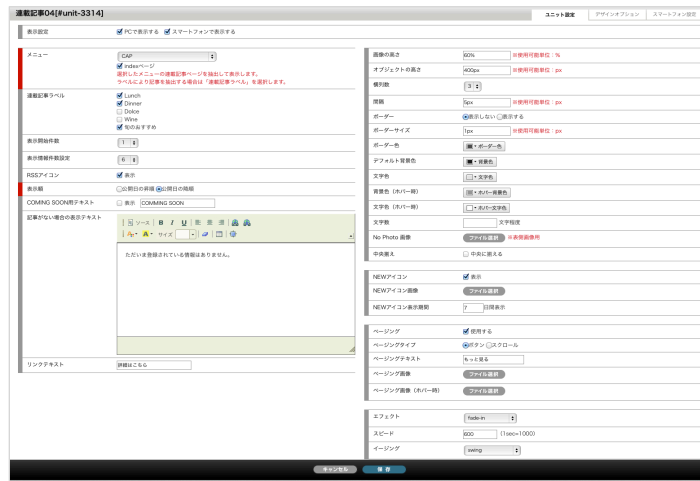 連載記事04[#unit-3314]
ユニット設定 デザインオプション スマートフォン設定
表示設定
PCで表示する スマートフォンで表示する
メニュー
CAP
indexページ
選択したメニューの連載記事ページを抽出して表示します。
ラベルにより記事を抽出する場合は「連載記事ラベル」を選択します。
連載記事ラベル
Lunch
Dinner
Dolce
Wine
旬のおすすめ
表示開始件数
1
表示情報件数設定
6
RSSアイコン
表示
表示順
公開日の昇順 公開日の降順
COMING SOON用テキスト
表示 COMMING SOON
記事がない場合の表示テキスト
ソース B I U
サイズ
ただいま登録されている情報はありません。
リンクテキスト
詳細はこちら
画像の高さ
60% ※使用可能単位：%
オブジェクトの高さ
400px ※使用可能単位：px
横列数
3
間隔
5px ※使用可能単位：px
ボーダー
表示しない 表示する
ボーダーサイズ
1px ※使用可能単位：px
ボーダー色
ボーダー色
デフォルト背景色
背景色
文字色
文字色
背景色（ホバー時）
ホバー背景色
文字色（ホバー時）
ホバー文字色
文字数
文字程度
No Photo 画像
ファイル選択 ※表側画像用
中央揃え
中央に揃える
NEWアイコン
表示
NEWアイコン画像
ファイル選択
NEWアイコン表示期間
7 日間表示
ページング
使用する
ページングタイプ
ボタン スクロール
ページングテキスト
もっと見る
ページング画像
ファイル選択
ページング画像（ホバー時）
ファイル選択
エフェクト
fade-in
スピード
600 (1sec=1000)
イージング
swing
キャンセル 保存